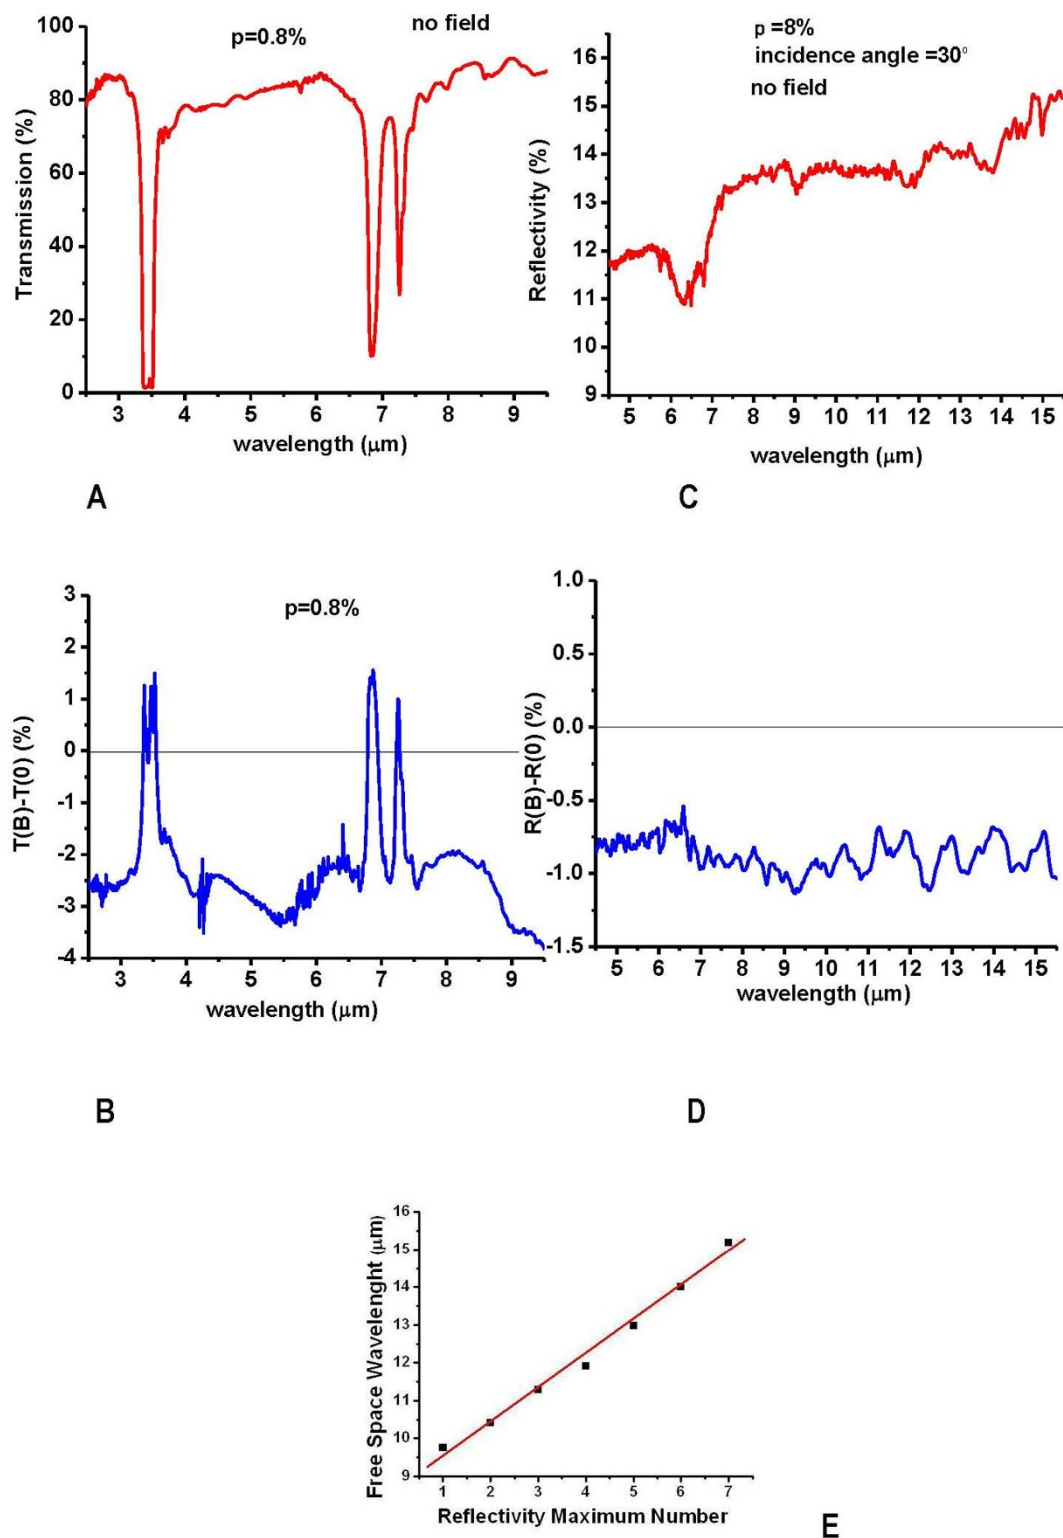 100
80
60
40
20
0
Transmission (%)
p=0.8%
no field
3 4 5 6 7 8 9
wavelength (μm)
A
16
15
14
13
12
11
10
9
Reflectivity (%)
p =8%
incidence angle =30°
no field
5 6 7 8 9 10 11 12 13 14 15
wavelength (μm)
C
3
2
1
0
-1
-2
-3
-4
T(B)-T(0) (%)
p=0.8%
3 4 5 6 7 8 9
wavelength (μm)
B
1.0
0.5
0.0
-0.5
-1.0
-1.5
R(B)-R(0) (%)
5 6 7 8 9 10 11 12 13 14 15
wavelength (μm)
D
16
15
14
13
12
11
10
9
Free Space Wavelenght (μm)
1 2 3 4 5 6 7
Reflectivity Maximum Number
E